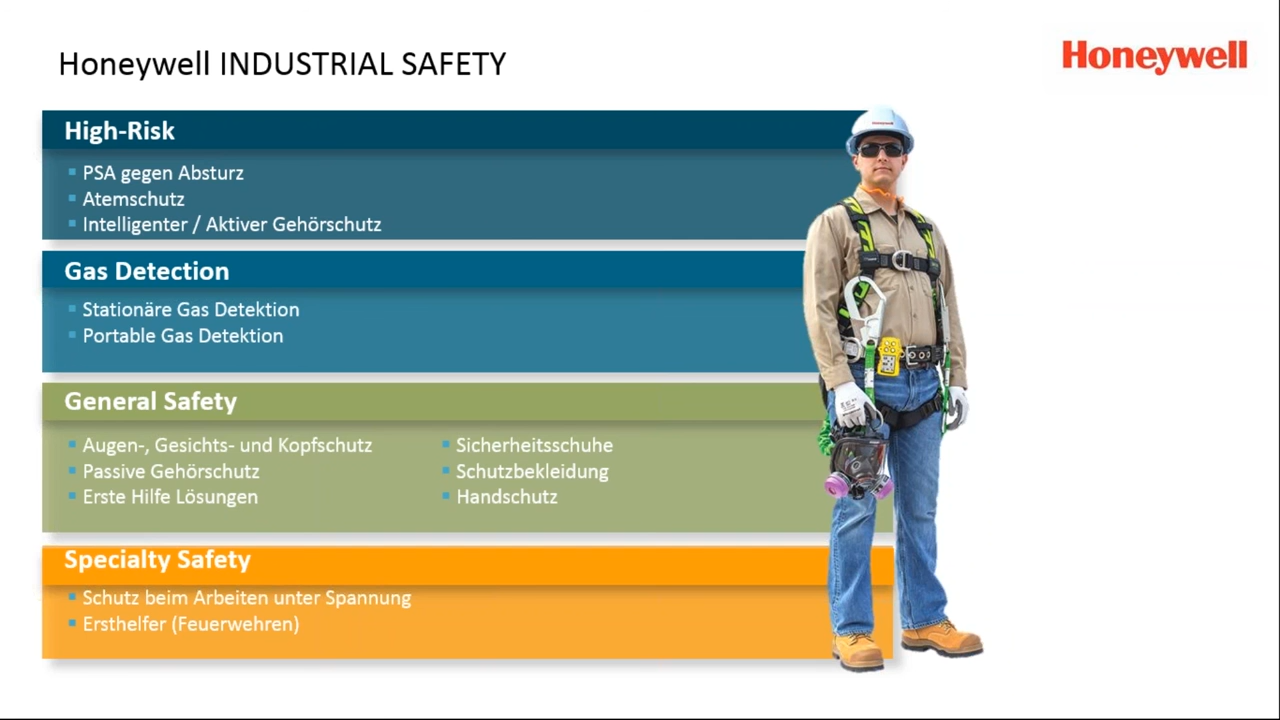 Honeywell INDUSTRIAL SAFETY
Honeywell
High-Risk
PSA gegen Absturz
Atemschutz
Intelligenter / Aktiver Gehörschutz
Gas Detection
Stationäre Gas Detektion
Portable Gas Detektion
General Safety
Augen-, Gesichts- und Kopfschutz
Passive Gehörschutz
Erste Hilfe Lösungen
Sicherheitsschuhe
Schutzbekleidung
Handschutz
Specialty Safety
Schutz beim Arbeiten unter Spannung
Ersthelfer (Feuerwehren)